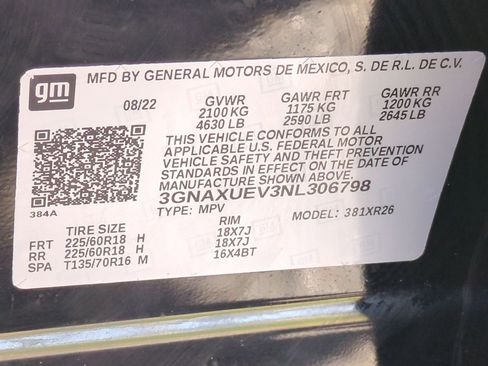 gm
MFD BY GENERAL MOTORS DE MEXICO, S. DE R.L. DE C.V.
08/22 GVWR GAWR FRT GAWR RR
2100 KG 1175 KG 1200 KG
4630 LB 2590 LB 2645 LB
THIS VEHICLE CONFORMS TO ALL
APPLICABLE U.S. FEDERAL MOTOR
VEHICLE SAFETY AND THEFT PREVENTION
STANDARDS IN EFFECT ON THE DATE OF
MANUFACTURE SHOWN ABOVE.
3GNAXUEV3NL306798
384A
TYPE: MPV MODEL: 381XR26
TIRE SIZE RIM
FRT 225/60R18 H 18X7J
RR 225/60R18 H 18X7J
SPA T135/70R16 M 16X4BT